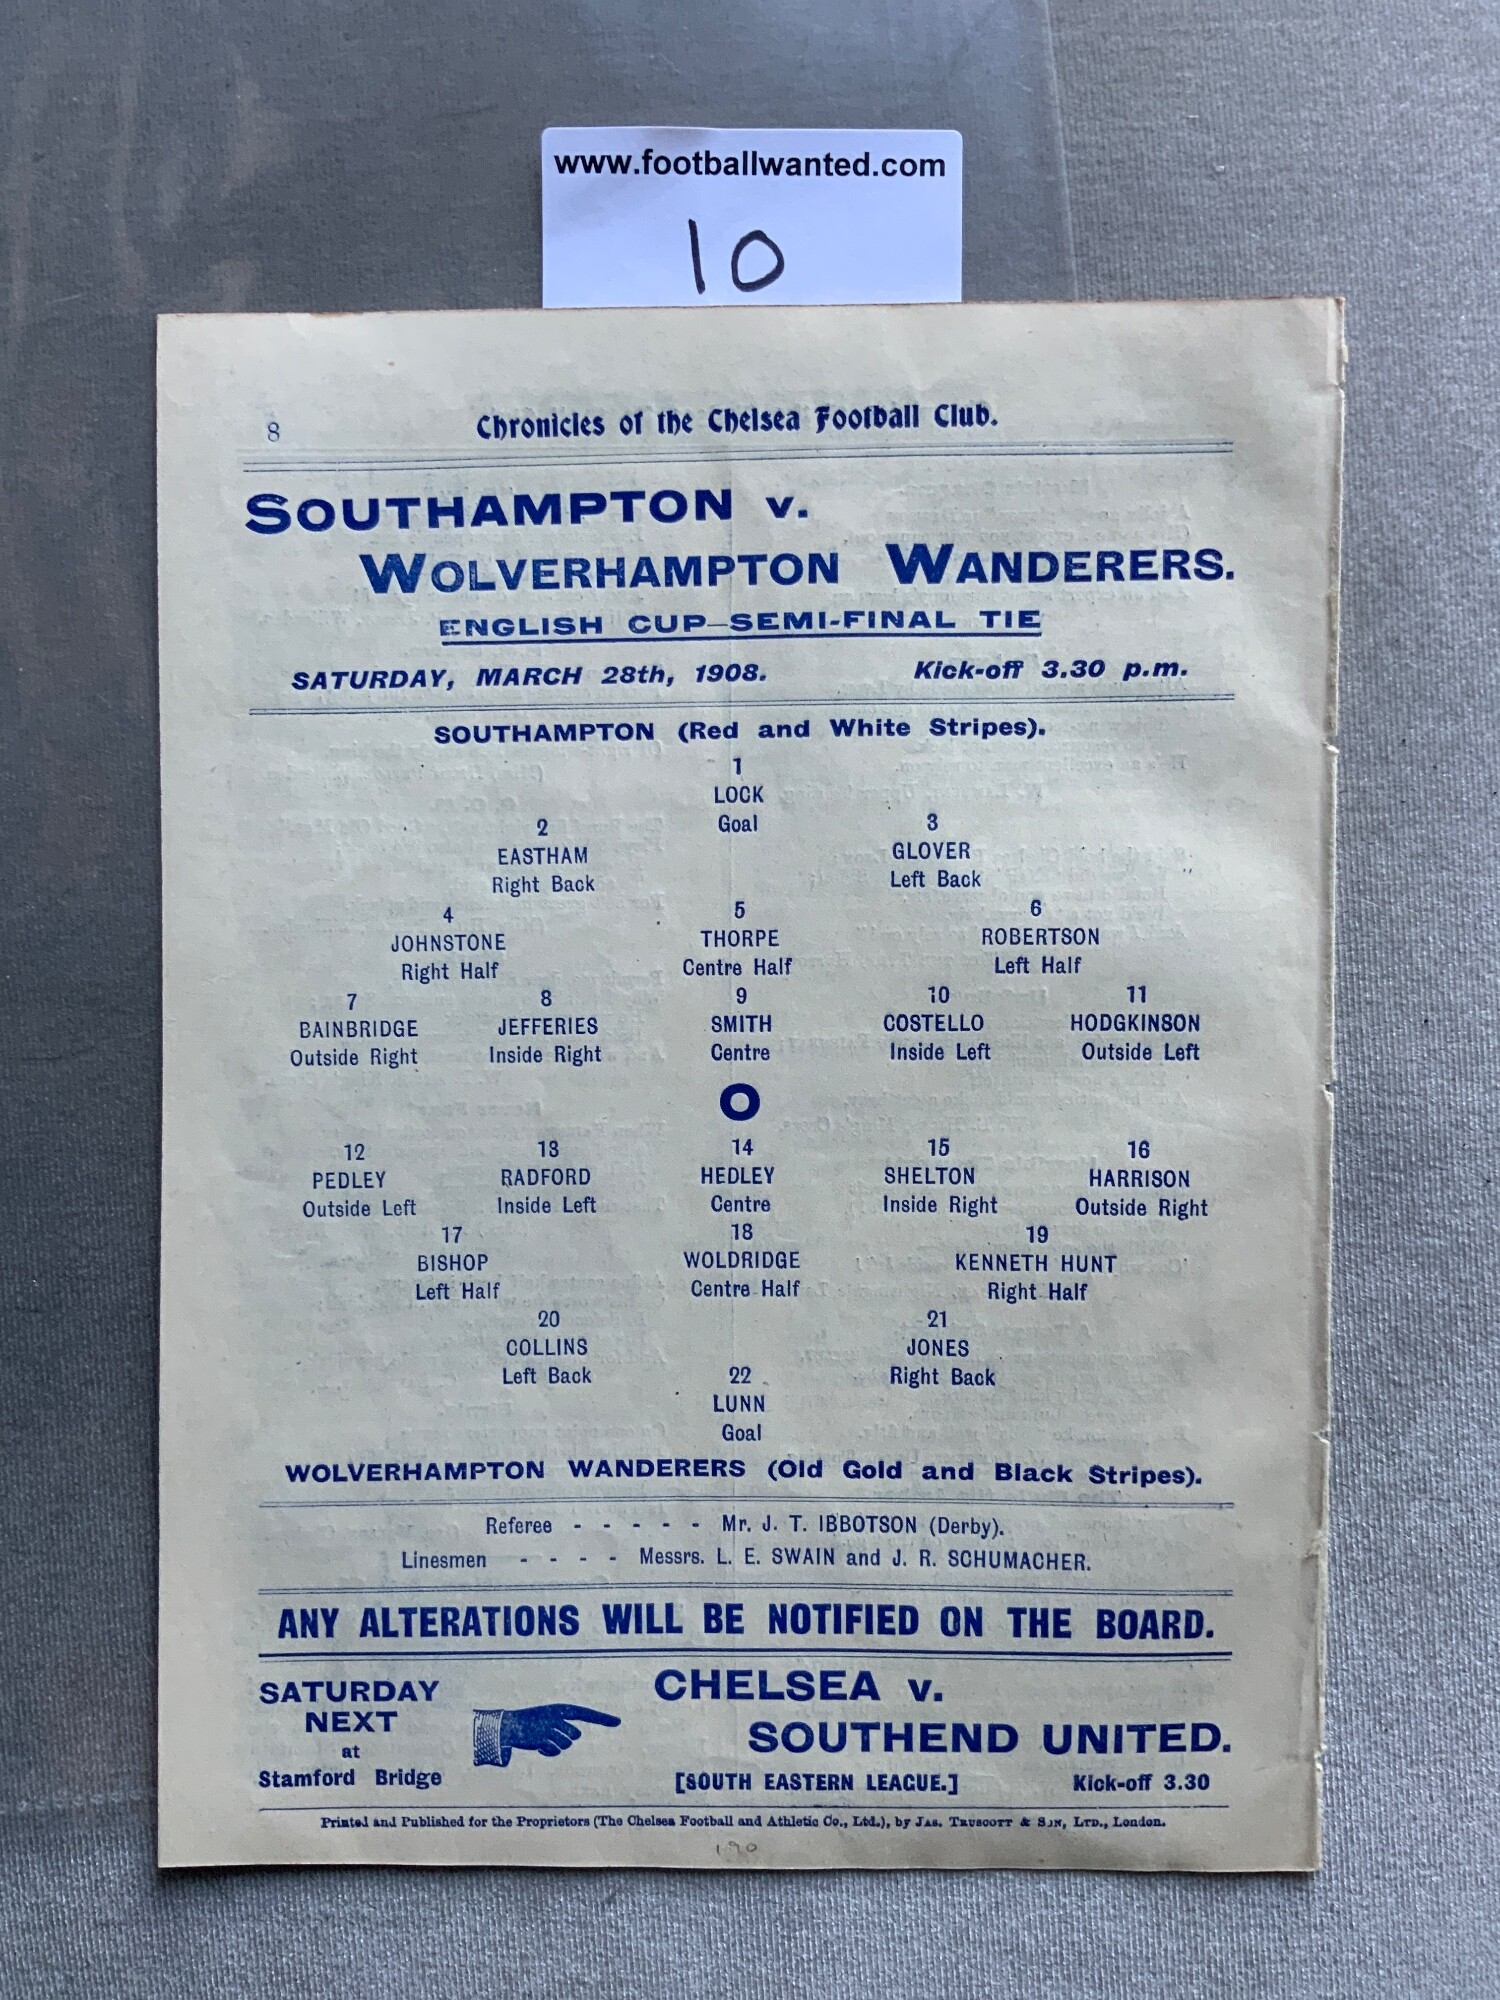 www.footballwanted.com
10
8 Chronicles of the Chelsea Football Club.
SOUTHAMPTON v.
WOLVERHAMPTON WANDERERS.
ENGLISH CUP—SEMI-FINAL TIE
SATURDAY, MARCH 28th, 1908. Kick-off 3.30 p.m.
SOUTHAMPTON (Red and White Stripes).
1
LOCK
Goal
2 3
EASTHAM GLOVER
Right Back Left Back
4 5 6
JOHNSTONE THORPE ROBERTSON
Right Half Centre Half Left Half
7 8 9 10 11
BAINBRIDGE JEFFERIES SMITH COSTELLO HODGKINSON
Outside Right Inside Right Centre Inside Left Outside Left
O
12 13 14 15 16
PEDLEY RADFORD HEDLEY SHELTON HARRISON
Outside Left Inside Left Centre Inside Right Outside Right
17 18 19
BISHOP WOLDRIDGE KENNETH HUNT
Left Half Centre Half Right Half
20 21
COLLINS JONES
Left Back Right Back
22
LUNN
Goal
WOLVERHAMPTON WANDERERS (Old Gold and Black Stripes).
Referee - - - - - Mr. J. T. IBBOTSON (Derby).
Linesmen - - - - Messrs. L. E. SWAIN and J. R. SCHUMACHER.
ANY ALTERATIONS WILL BE NOTIFIED ON THE BOARD.
SATURDAY
NEXT
at
Stamford Bridge
CHELSEA v.
SOUTHEND UNITED.
[SOUTH EASTERN LEAGUE.] Kick-off 3.30
Printed and Published for the Proprietors (The Chelsea Football and Athletic Co., Ltd.), by JAS. TRUSCOTT & SON, LTD., London.